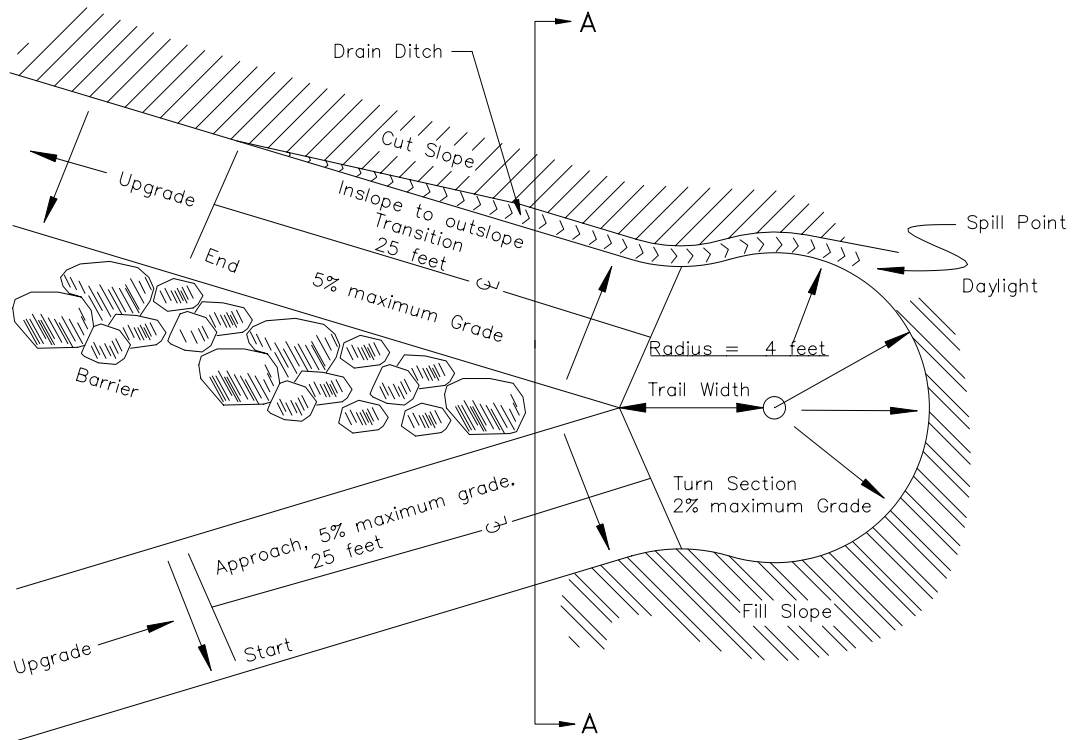 A
Drain Ditch
Cut Slope
Upgrade
Inslope to outslope
Transition
25 feet
Spill Point
Daylight
End
5% maximum Grade
Radius = 4 feet
Barrier
Trail Width
Turn Section
2% maximum Grade
Approach, 5% maximum grade.
25 feet
Fill Slope
Upgrade
Start
A